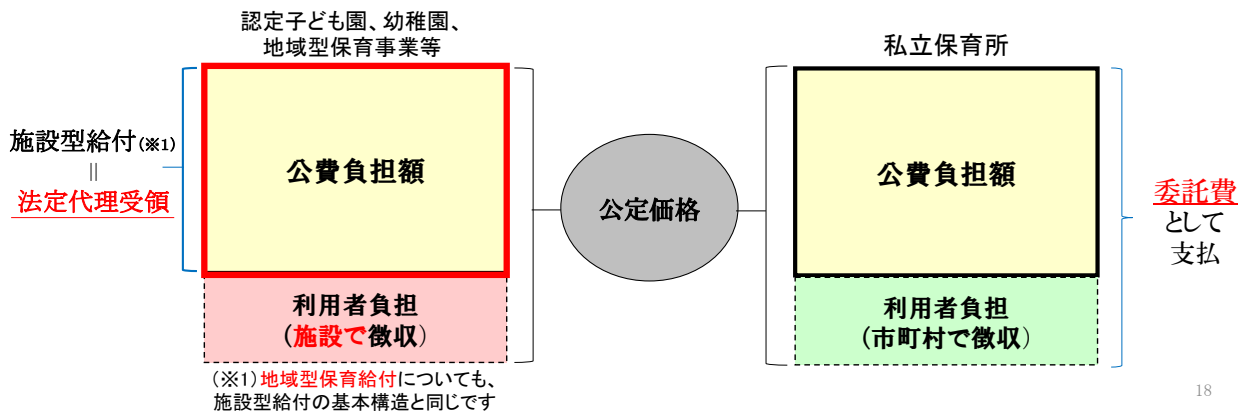 認定子ども園、幼稚園、
地域型保育事業等
私立保育所
施設型給付(※1)
||
法定代理受領
公費負担額
公定価格
公費負担額
委託費
として
支払
利用者負担
(施設で徴収)
利用者負担
(市町村で徴収)
(※1)地域型保育給付についても、
施設型給付の基本構造と同じです
18